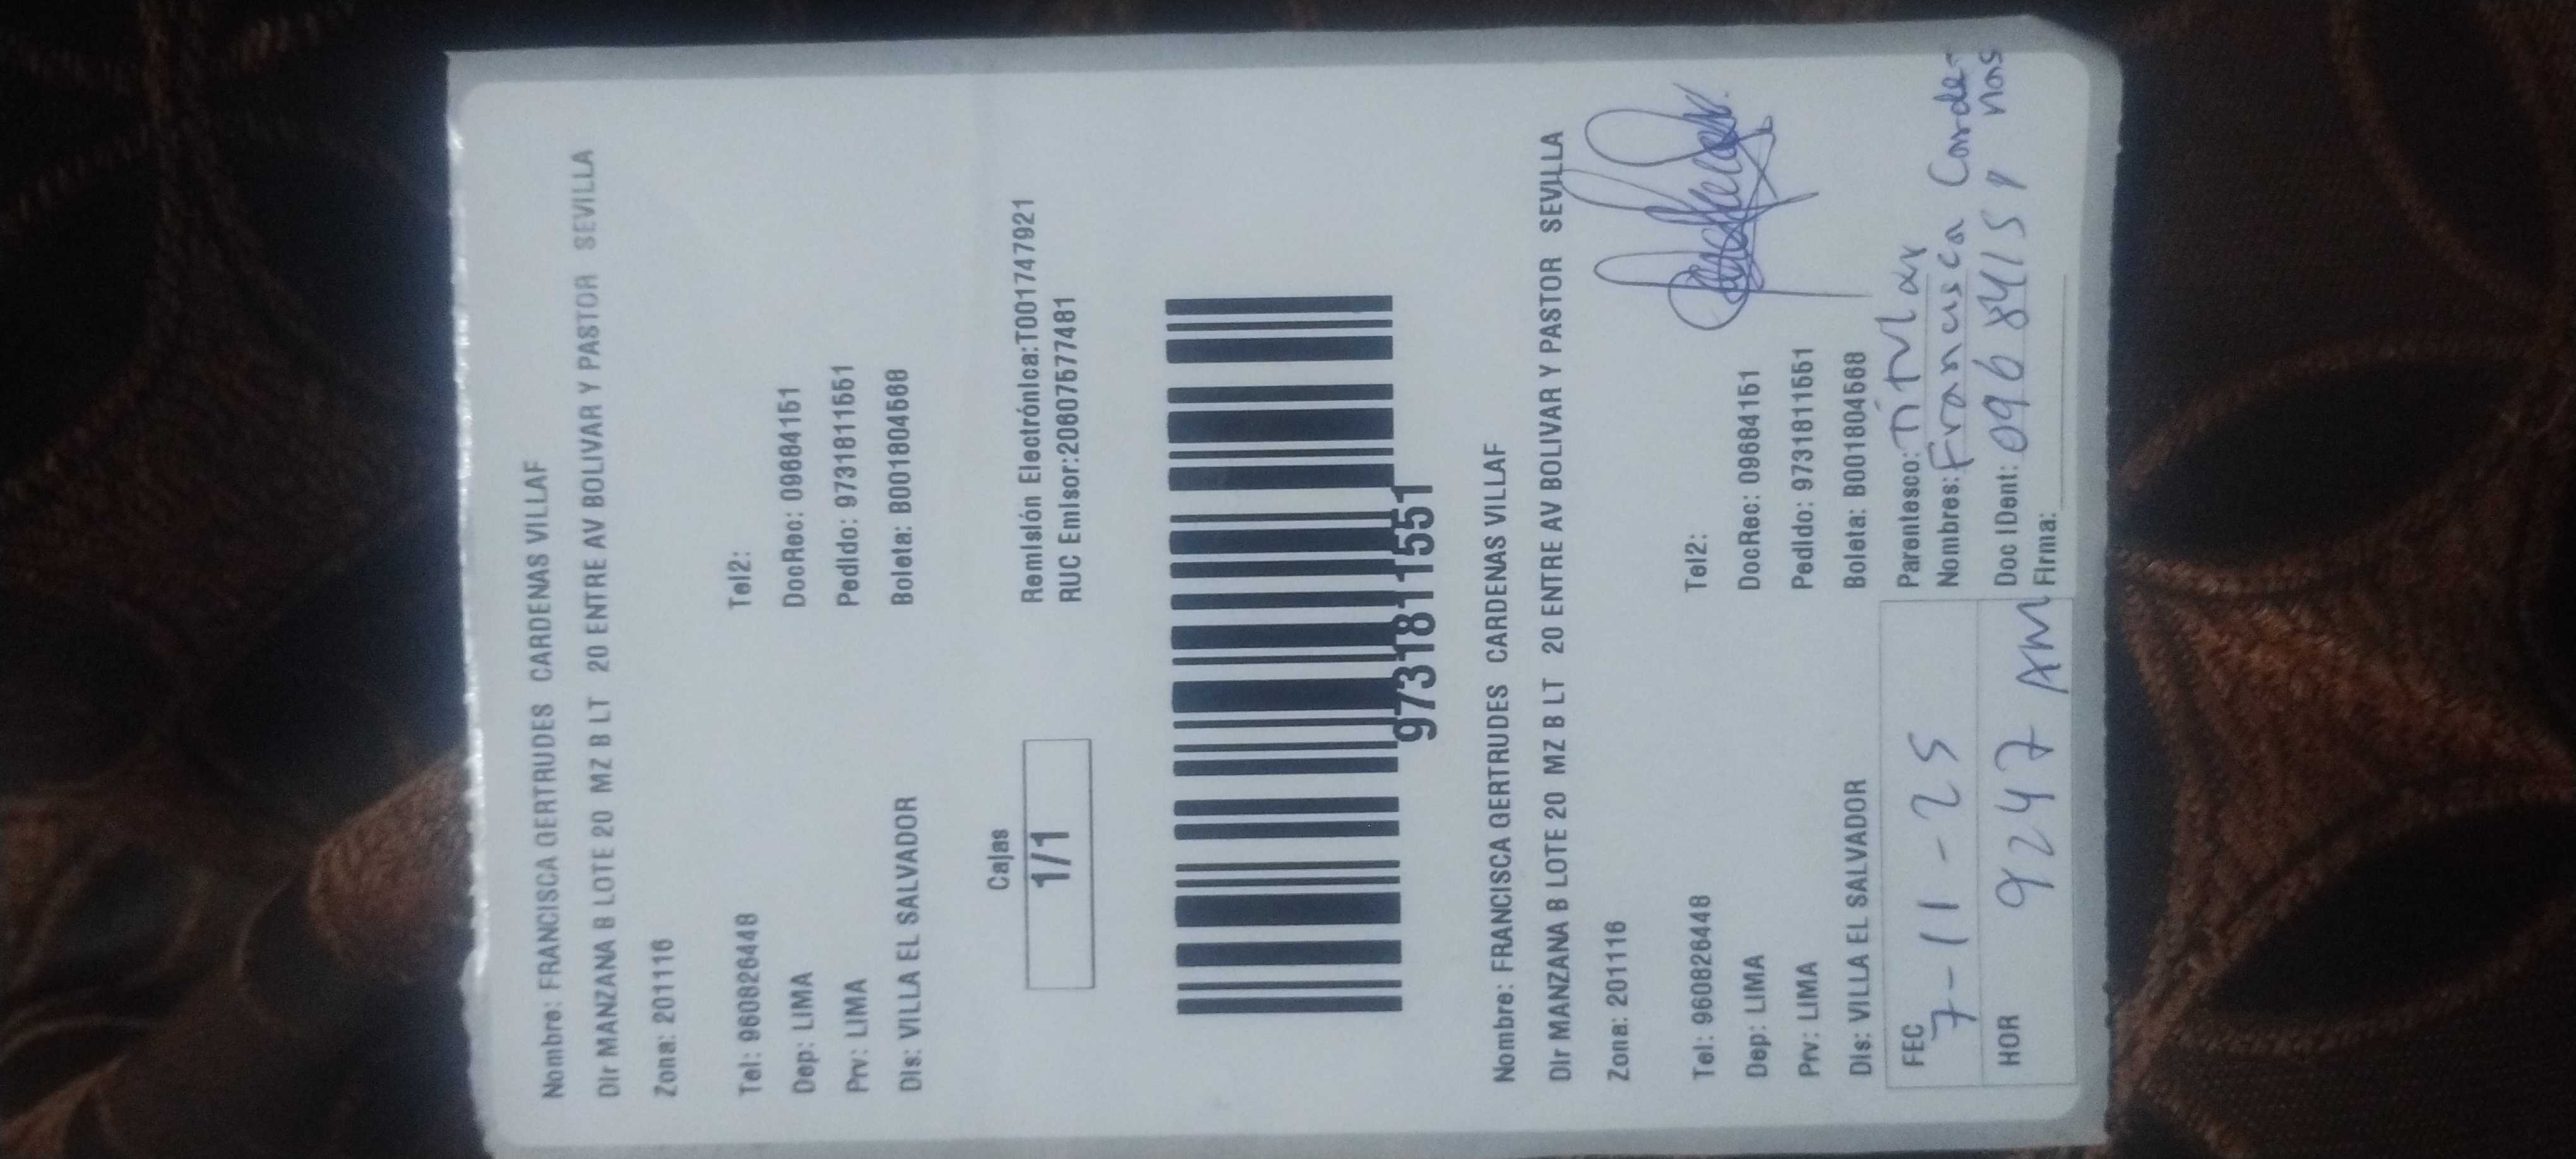 Nombre: FRANCISCA GERTRUDES CARDENAS VILLAF
Dir MANZANA B LOTE 20 MZ B LT 20 ENTRE AV BOLIVAR Y PASTOR SEVILLA
Zona: 201116
Tel: 960826448 Tel2:
Dep: LIMA DocRec: 09684151
Prv: LIMA Pedido: 9731811551
Dis: VILLA EL SALVADOR Boleta: B001804568
Cajas
1/1
Remisión Electrónica:T001747921
RUC Emisor:20607577481
9731811551
Nombre: FRANCISCA GERTRUDES CARDENAS VILLAF
Dir MANZANA B LOTE 20 MZ B LT 20 ENTRE AV BOLIVAR Y PASTOR SEVILLA
Zona: 201116
Tel: 960826448 Tel2:
Dep: LIMA DocRec: 09684151
Prv: LIMA Pedido: 9731811551
Dis: VILLA EL SALVADOR Boleta: B001804568
FEC 7-11-25
HOR 9247 AM
Parentesco: Titular
Nombres: Francisca Carde-
nas
Doc IDent: 09684151
Firma: